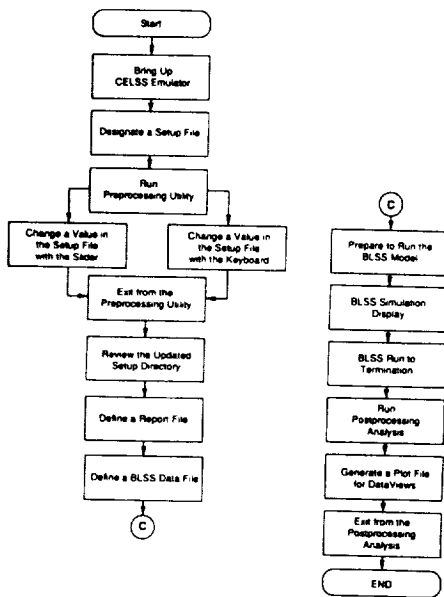 Start
Bring Up
CELSS Emulator
Designate a Setup File
Run
Preprocessing Utility
Change a Value in
the Setup File
with the Slider
Change a Value in
the Setup File
with the Keyboard
Exit from the
Preprocessing Utility
Review the Updated
Setup Directory
Define a Report File
Define a BLSS Data File
C
C
Prepare to Run the
BLSS Model
BLSS Simulation
Display
BLSS Run to
Termination
Run
Postprocessing
Analysis
Generate a Plot File
for DataViews
Exit from the
Postprocessing
Analysis
END